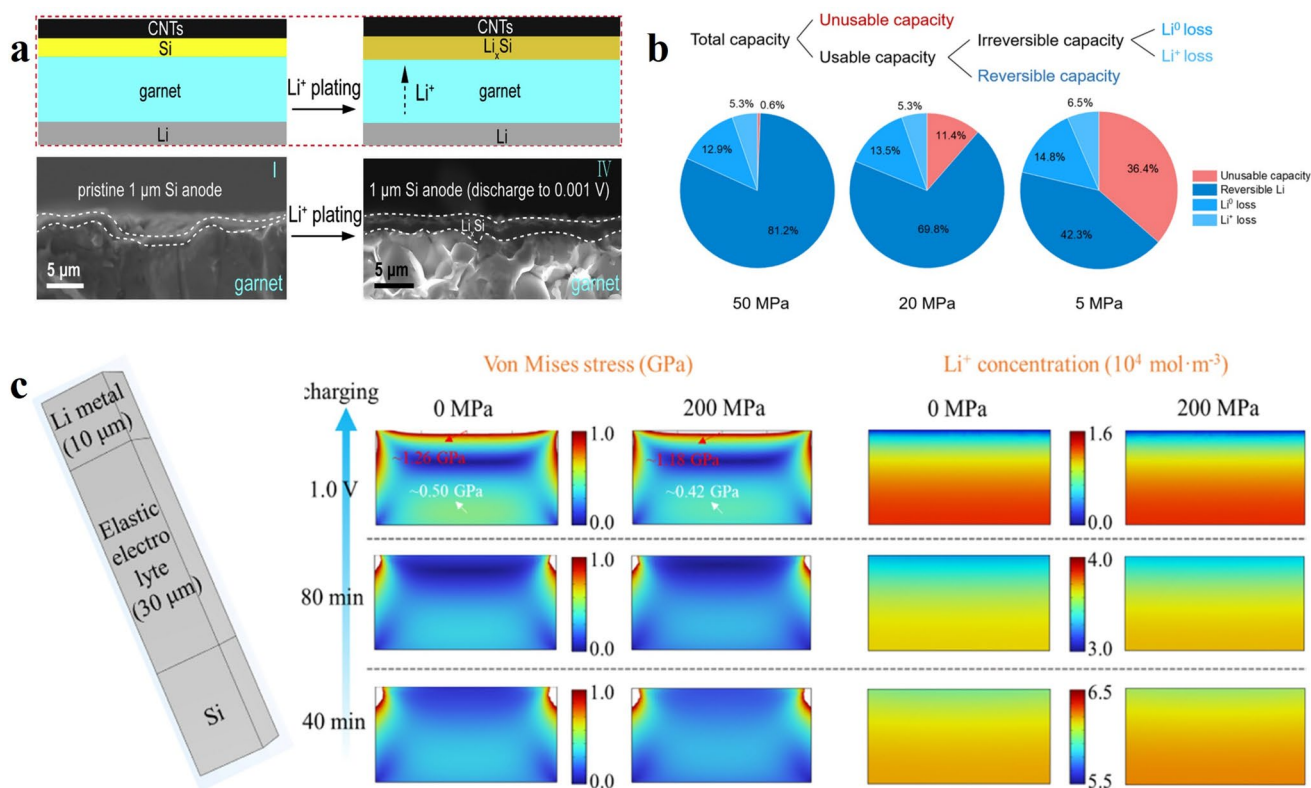 a
CNTs
Si
garnet
Li
Li⁺ plating
CNTs
LiₓSi
Li⁺
garnet
Li
I
pristine 1 μm Si anode
5 μm
garnet
Li⁺ plating
IV
1 μm Si anode (discharge to 0.001 V)
LiₓSi
5 μm
garnet
b
Total capacity
Unusable capacity
Usable capacity
Irreversible capacity
Reversible capacity
Li⁰ loss
Li⁺ loss
5.3%
0.6%
12.9%
81.2%
50 MPa
5.3%
11.4%
13.5%
69.8%
20 MPa
6.5%
36.4%
14.8%
42.3%
5 MPa
Unusable capacity
Reversible Li
Li⁰ loss
Li⁺ loss
c
Li metal
(10 μm)
Elastic
electro
lyte
(30 μm)
Si
charging
Von Mises stress (GPa)
Li⁺ concentration (10⁴ mol·m⁻³)
0 MPa
200 MPa
0 MPa
200 MPa
1.0 V
~1.26 GPa
~0.50 GPa
1.0
0.0
~1.18 GPa
~0.42 GPa
1.0
0.0
1.6
0.0
80 min
1.0
0.0
1.0
0.0
4.0
3.0
40 min
1.0
0.0
1.0
0.0
6.5
5.5